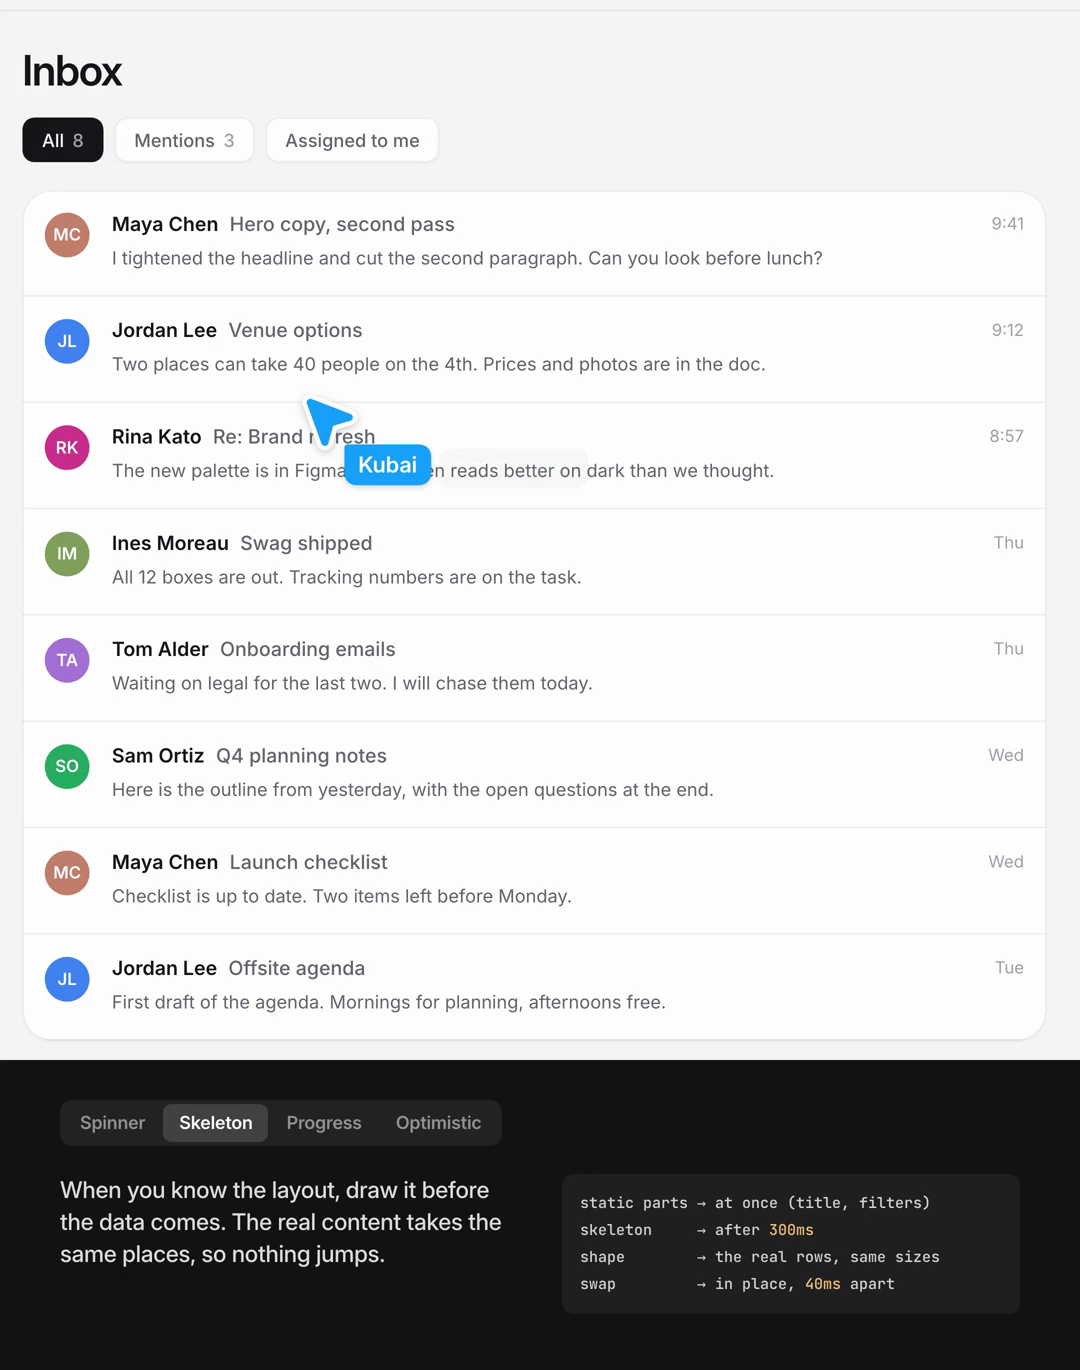 Inbox
All 8
Mentions 3
Assigned to me
MC
Maya Chen Hero copy, second pass 9:41
I tightened the headline and cut the second paragraph. Can you look before lunch?
JL
Jordan Lee Venue options 9:12
Two places can take 40 people on the 4th. Prices and photos are in the doc.
RK
Rina Kato Re: Brand 8:57
The new palette is in Figma reads better on dark than we thought.
Kubai
IM
Ines Moreau Swag shipped Thu
All 12 boxes are out. Tracking numbers are on the task.
TA
Tom Alder Onboarding emails Thu
Waiting on legal for the last two. I will chase them today.
SO
Sam Ortiz Q4 planning notes Wed
Here is the outline from yesterday, with the open questions at the end.
MC
Maya Chen Launch checklist Wed
Checklist is up to date. Two items left before Monday.
JL
Jordan Lee Offsite agenda Tue
First draft of the agenda. Mornings for planning, afternoons free.
Spinner Skeleton Progress Optimistic
When you know the layout, draw it before
the data comes. The real content takes the
same places, so nothing jumps.
static parts → at once (title, filters)
skeleton → after 300ms
shape → the real rows, same sizes
swap → in place, 40ms apart